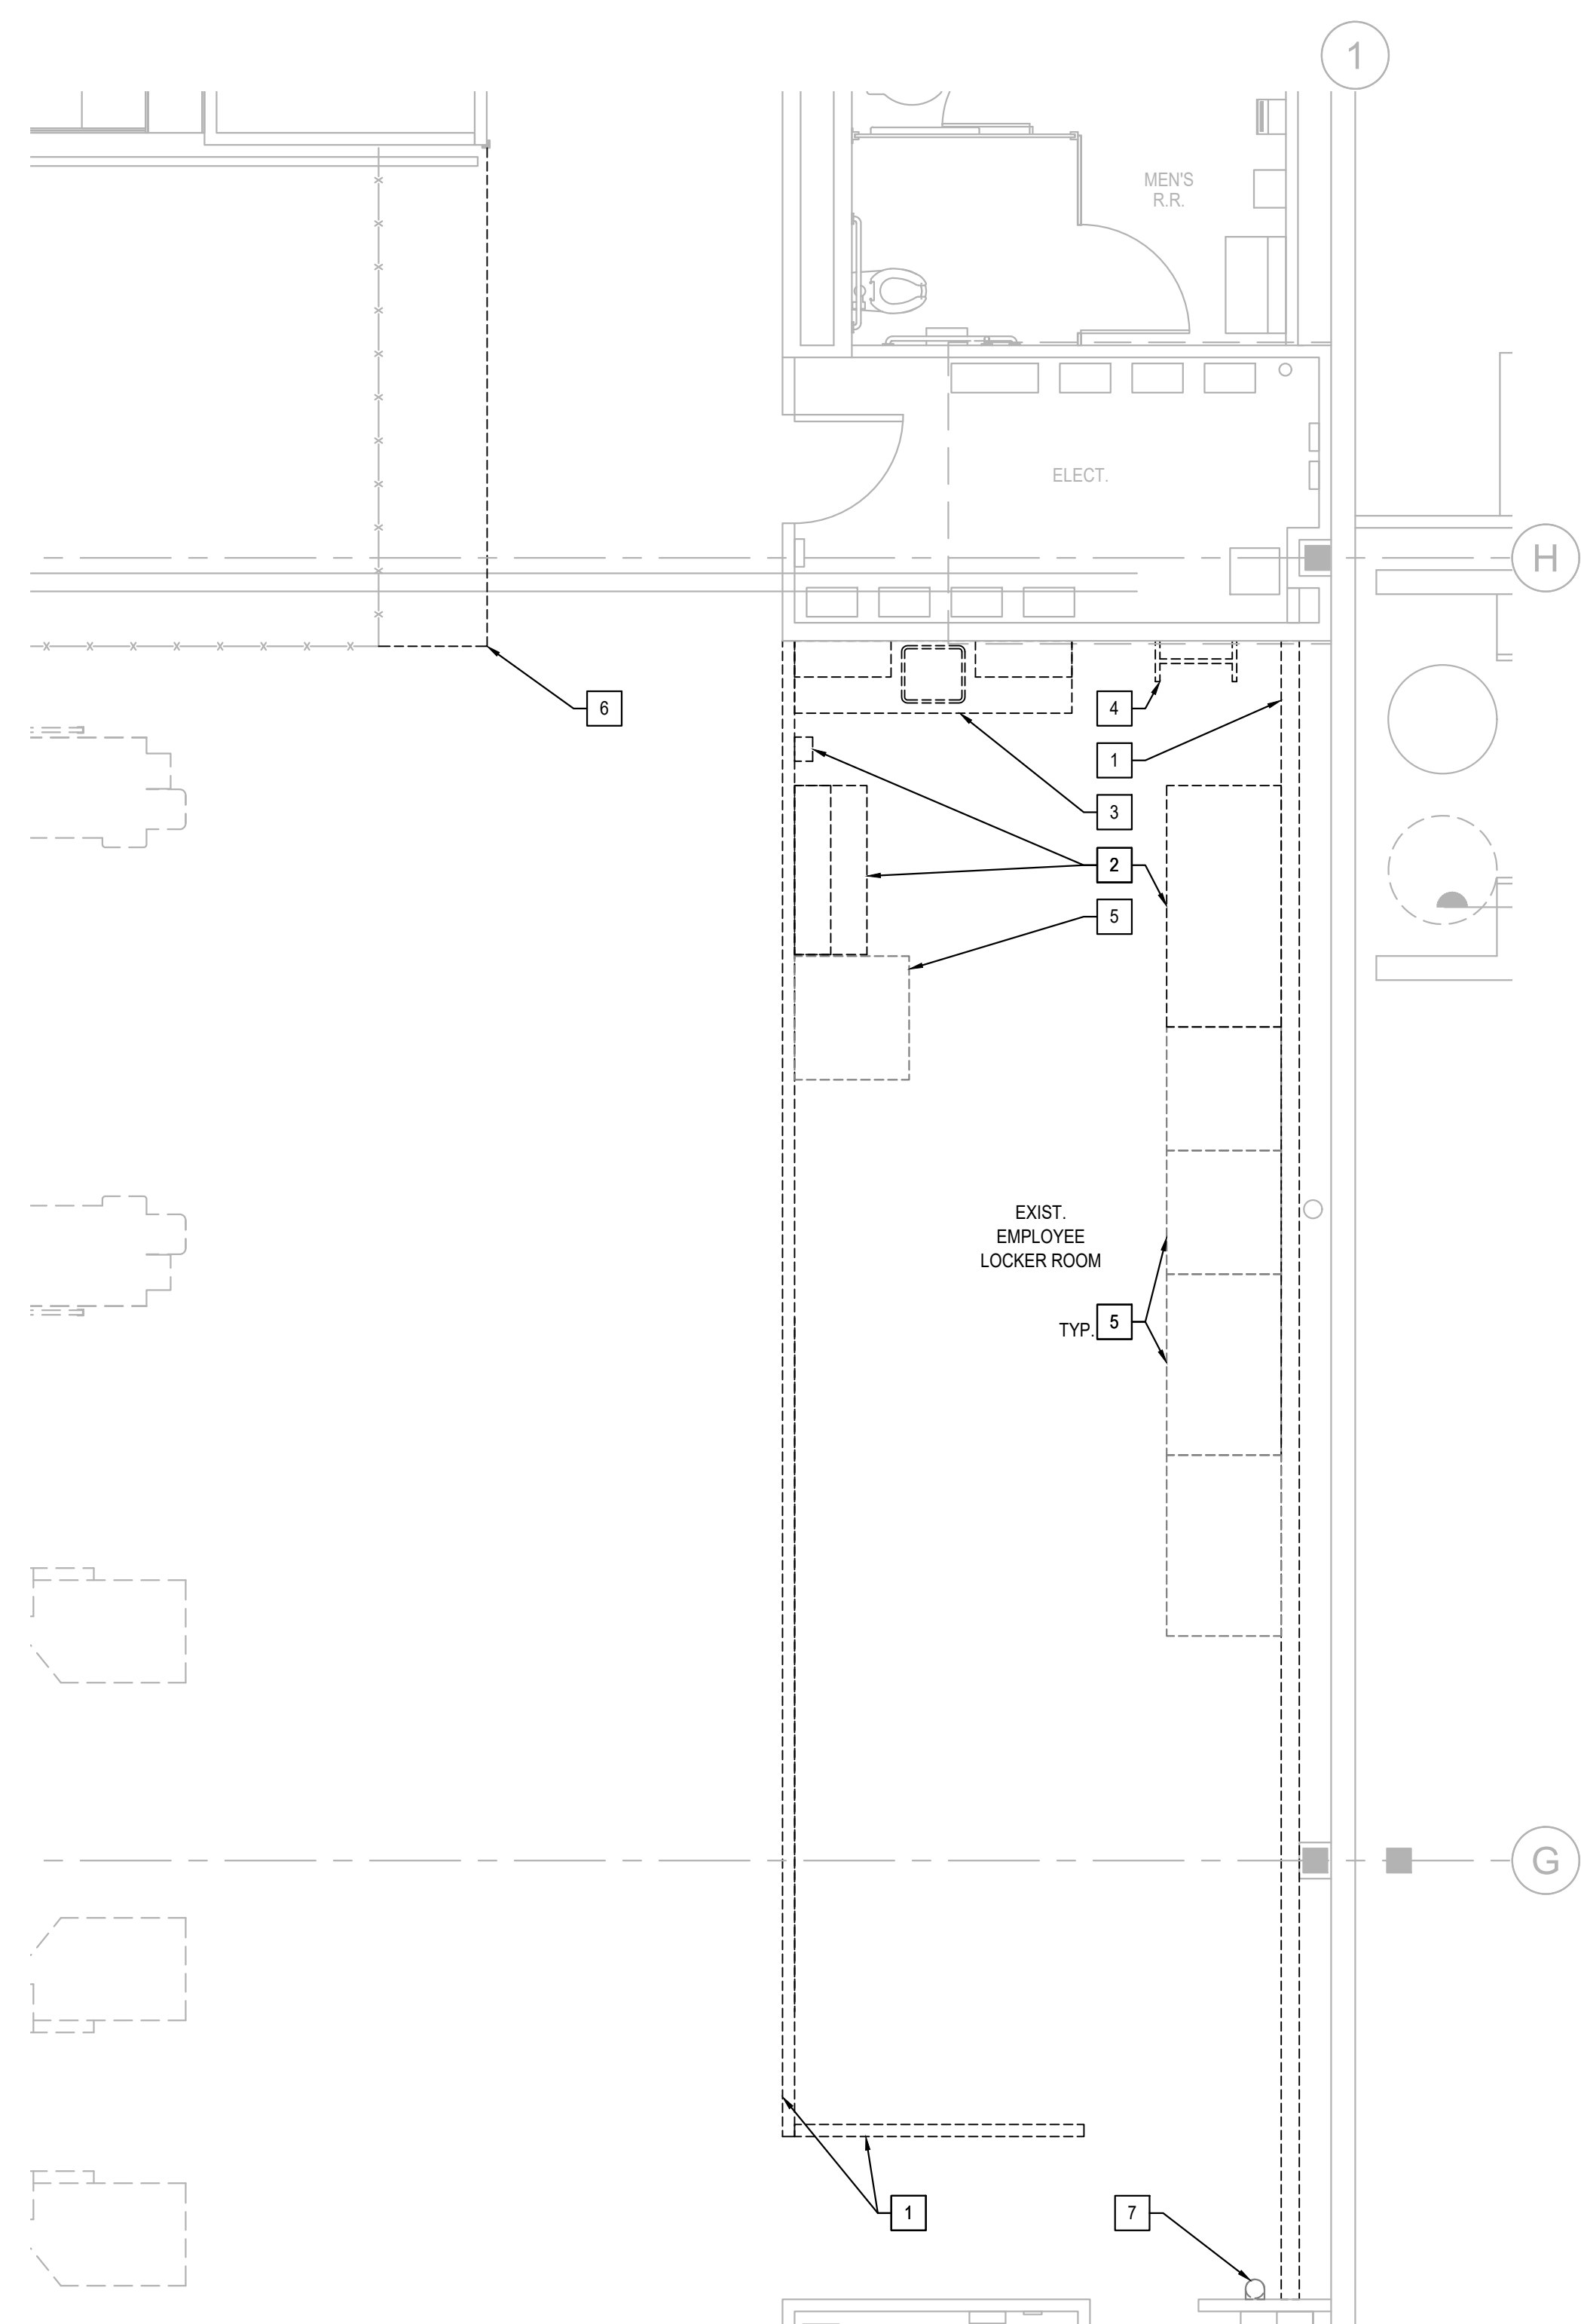 1
MEN'S
R.R.
ELECT.
H
6
4
1
3
2
5
EXIST.
EMPLOYEE
LOCKER ROOM
TYP. 5
G
1
7